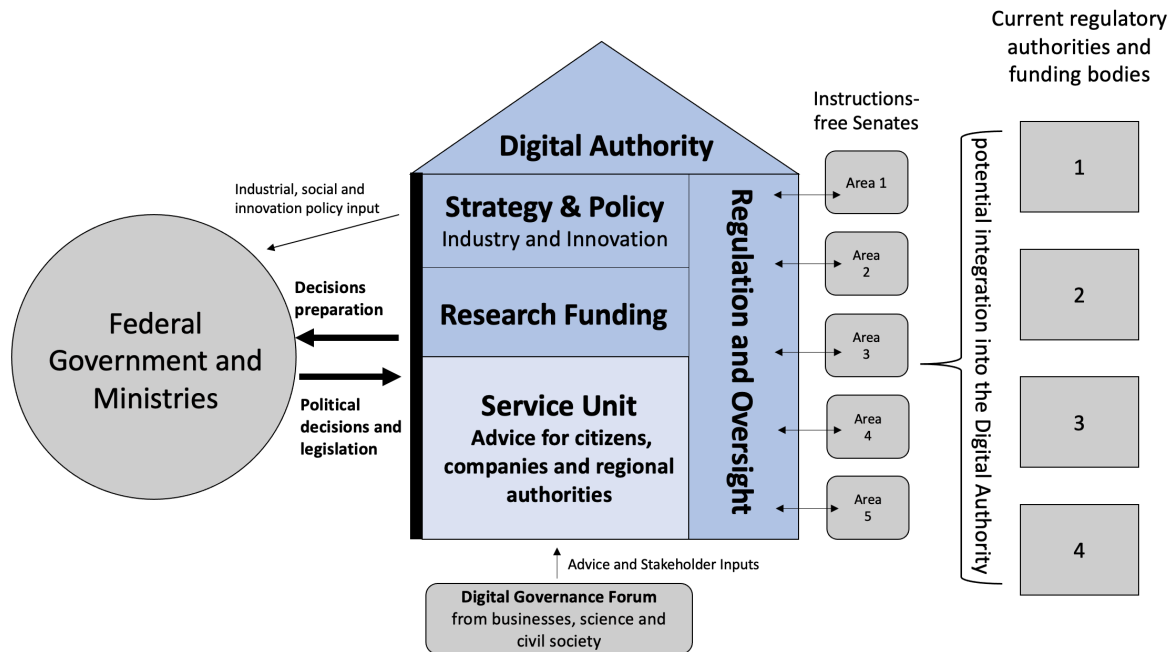 Current regulatory
authorities and
funding bodies
Instructions-
free Senates
Digital Authority
Industrial, social and
innovation policy input
Strategy & Policy
Industry and Innovation
Research Funding
Service Unit
Advice for citizens,
companies and regional
authorities
Regulation and Oversight
Decisions
preparation
Federal
Government and
Ministries
Political
decisions and
legislation
Area 1
Area
2
Area
3
Area
4
Area
5
potential integration into the Digital Authority
1
2
3
4
Advice and Stakeholder Inputs
Digital Governance Forum
from businesses, science and
civil society